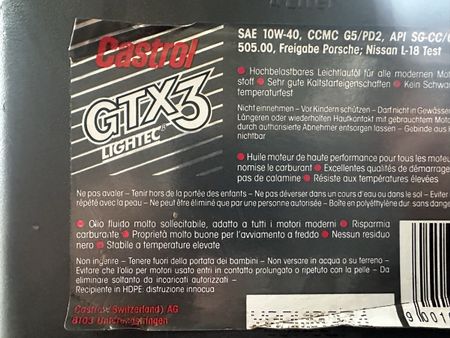 Castrol
GTX3
LIGHTEC
SAE 10W-40, CCMC G5/PD2, API SG-CC/
505.00, Freigabe Porsche; Nissan L-18 Test
Hochbelastbares Leichtlauföl für alle modernen Mot
stoff ● Sehr gute Kaltstarteigenschaften ● Kein Schwar
temperaturfest
Nicht einnehmen – Vor Kindern schützen – Darf nicht in Gewässer
Längeren oder wiederholten Hautkontakt mit gebrauchtem Moto
durch autorisierte Abnehmer entsorgen lassen – Gebinde aus
nichtbar
● Huile moteur de haute performance pour tous les moteu
nomise le carburant ● Excellentes qualités de démarrag
pas de calamine ● Résiste aux températures élevées
Ne pas avaler – Tenir hors de la portée des enfants – Ne pas déverser dans un cours d'eau ou dans le sol – Eviter
répété avec la peau – Ne peut être éliminé que par une personne autorisée – Boîte en polyéthylène dur: sans dang
● Olio fluido molto sollecitabile, adatto a tutti i motori moderni ● Risparmia
carburante ● Proprietà molto buone per l'avviamento a freddo ● Nessun residuo
nero ● Stabile a temperature elevate
Non ingerire – Tenere fuori della portata dei bambini – Non versare in acqua o su terreno –
Evitare che l'olio per motori usato entri in contatto prolungato o ripetuto con la pelle – Da
eliminare soltanto da incaricati autorizzati –
Recipiente in HDPE: distruzione innocua
Castrol (Switzerland) AG
8103 Unterengstringen